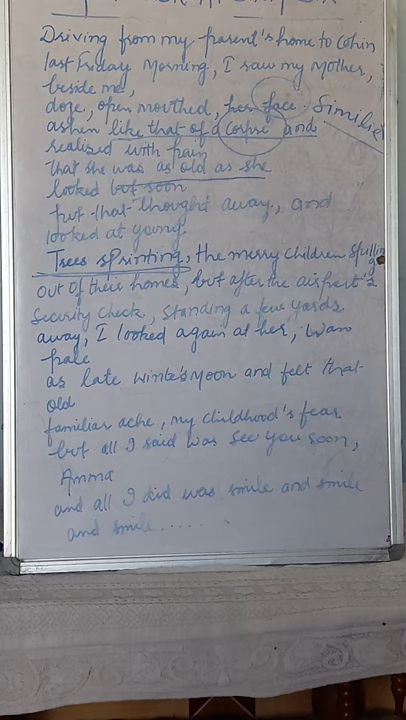 Driving from my parent's home to Cohin
last Friday Morning, I saw my Mother,
beside me,
doze, open mouthed, her face. Similie
ashen like that of a corpse and
realised with pain
that she was as old as she
looked but soon
put that thought away, and
looked at young.
Trees sprinting, the merry children spilling
out of their homes, but after the airport's
Security check, standing a few yards
away, I looked again at her, wan
pale
as late winter's moon and felt that
old
familiar ache, my childhood's fear.
but all I said was see you soon,
Amma
and all I did was smile and smile
and smile.....